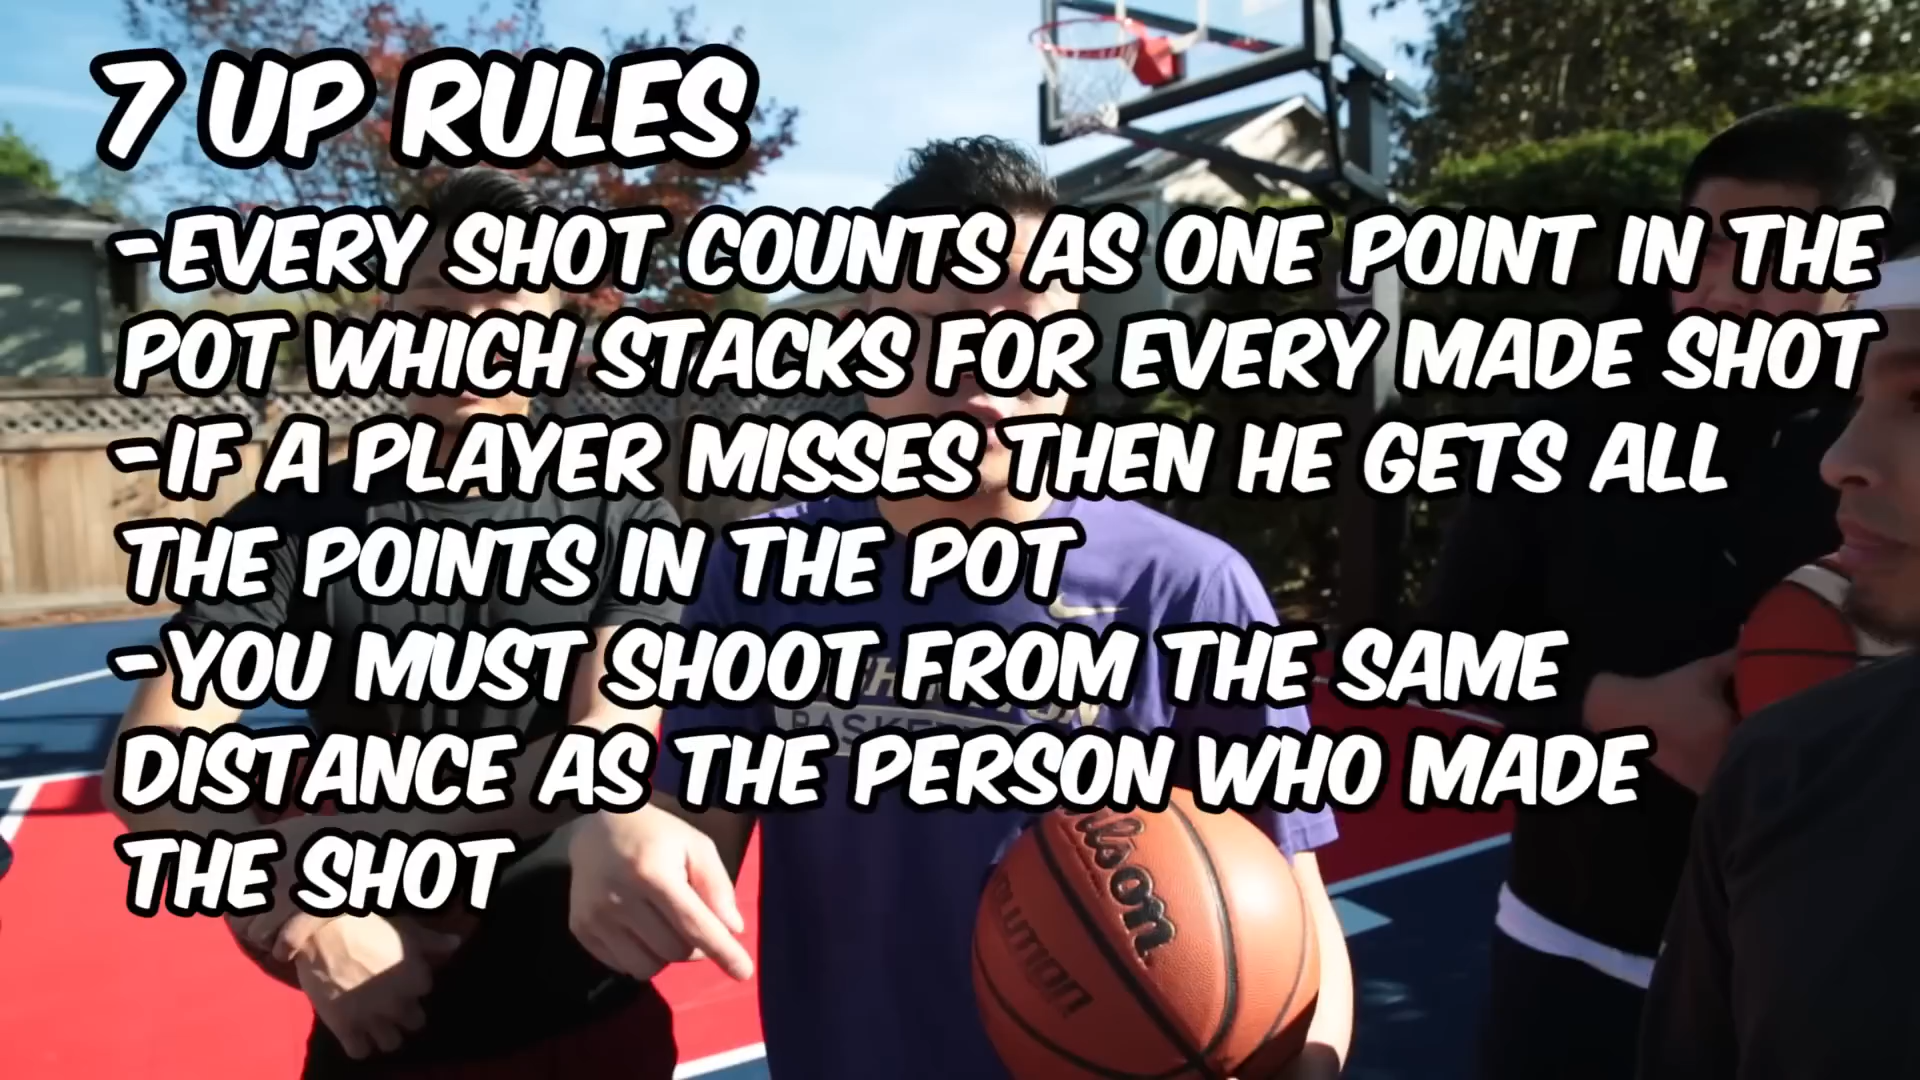 7 UP RULES
-EVERY SHOT COUNTS AS ONE POINT IN THE
POT WHICH STACKS FOR EVERY MADE SHOT
-IF A PLAYER MISSES THEN HE GETS ALL
THE POINTS IN THE POT
-YOU MUST SHOOT FROM THE SAME
DISTANCE AS THE PERSON WHO MADE
THE SHOT